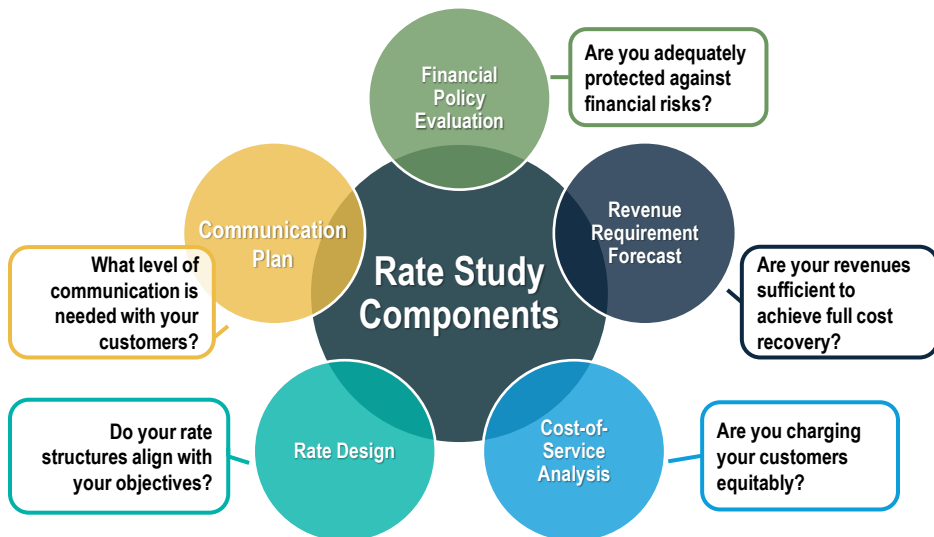 Financial
Policy
Evaluation
Are you adequately
protected against
financial risks?
Revenue
Requirement
Forecast
Are your revenues
sufficient to
achieve full cost
recovery?
Cost-of-
Service
Analysis
Are you charging
your customers
equitably?
Rate Design
Do your rate
structures align with
your objectives?
Communication
Plan
What level of
communication is
needed with your
customers?
Rate Study
Components